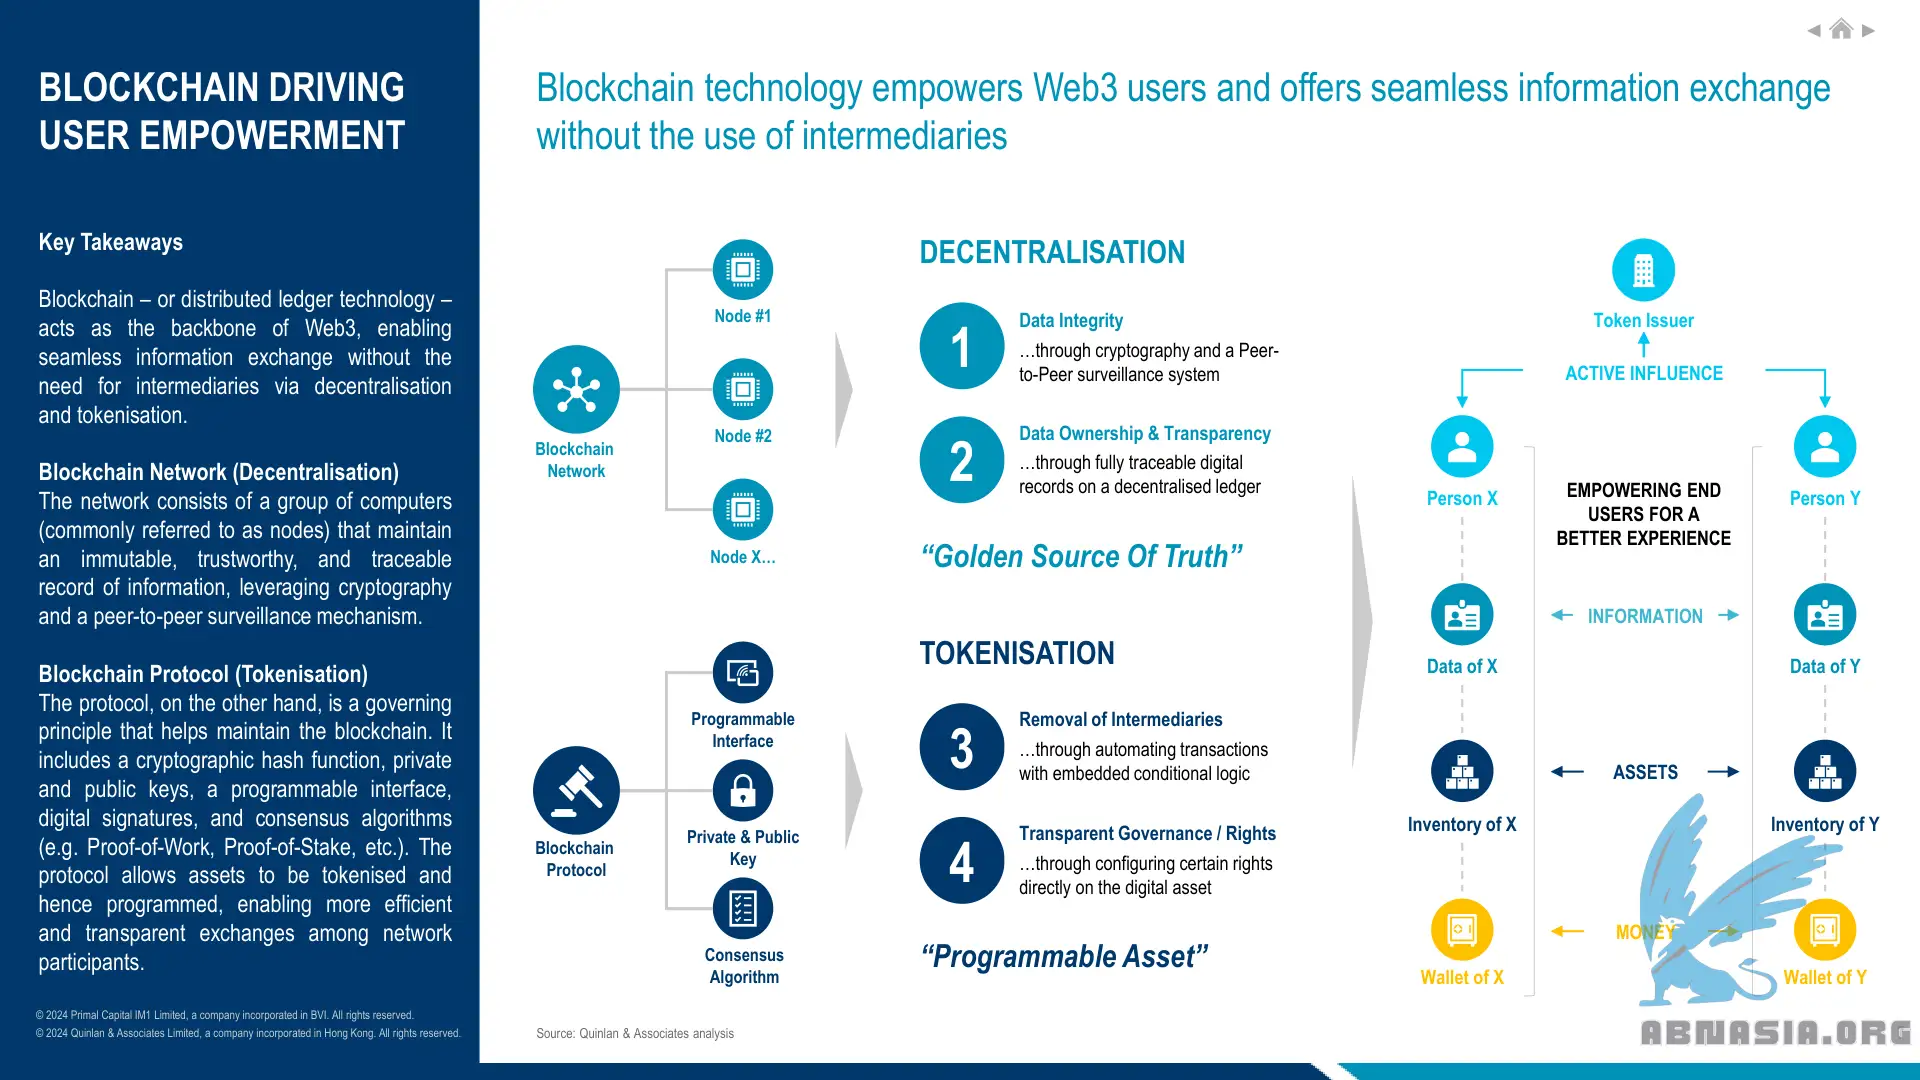 BLOCKCHAIN DRIVING
USER EMPOWERMENT
Key Takeaways
Blockchain – or distributed ledger technology –
acts as the backbone of Web3, enabling
seamless information exchange without the
need for intermediaries via decentralisation
and tokenisation.
Blockchain Network (Decentralisation)
The network consists of a group of computers
(commonly referred to as nodes) that maintain
an immutable, trustworthy, and traceable
record of information, leveraging cryptography
and a peer-to-peer surveillance mechanism.
Blockchain Protocol (Tokenisation)
The protocol, on the other hand, is a governing
principle that helps maintain the blockchain. It
includes a cryptographic hash function, private
and public keys, a programmable interface,
digital signatures, and consensus algorithms
(e.g. Proof-of-Work, Proof-of-Stake, etc.). The
protocol allows assets to be tokenised and
hence programmed, enabling more efficient
and transparent exchanges among network
participants.
© 2024 Primal Capital IM1 Limited, a company incorporated in BVI. All rights reserved.
© 2024 Quinlan & Associates Limited, a company incorporated in Hong Kong. All rights reserved.
Blockchain technology empowers Web3 users and offers seamless information exchange
without the use of intermediaries
Blockchain
Network
Node #1
Node #2
Node X…
DECENTRALISATION
1
Data Integrity
…through cryptography and a Peer-
to-Peer surveillance system
2
Data Ownership & Transparency
…through fully traceable digital
records on a decentralised ledger
“Golden Source Of Truth”
Blockchain
Protocol
Programmable
Interface
Private & Public
Key
Consensus
Algorithm
TOKENISATION
3
Removal of Intermediaries
…through automating transactions
with embedded conditional logic
4
Transparent Governance / Rights
…through configuring certain rights
directly on the digital asset
“Programmable Asset”
Token Issuer
ACTIVE INFLUENCE
Person X
Person Y
EMPOWERING END
USERS FOR A
BETTER EXPERIENCE
INFORMATION
Data of X
Data of Y
ASSETS
Inventory of X
Inventory of Y
MONEY
Wallet of X
Wallet of Y
Source: Quinlan & Associates analysis
ABNASIA.ORG